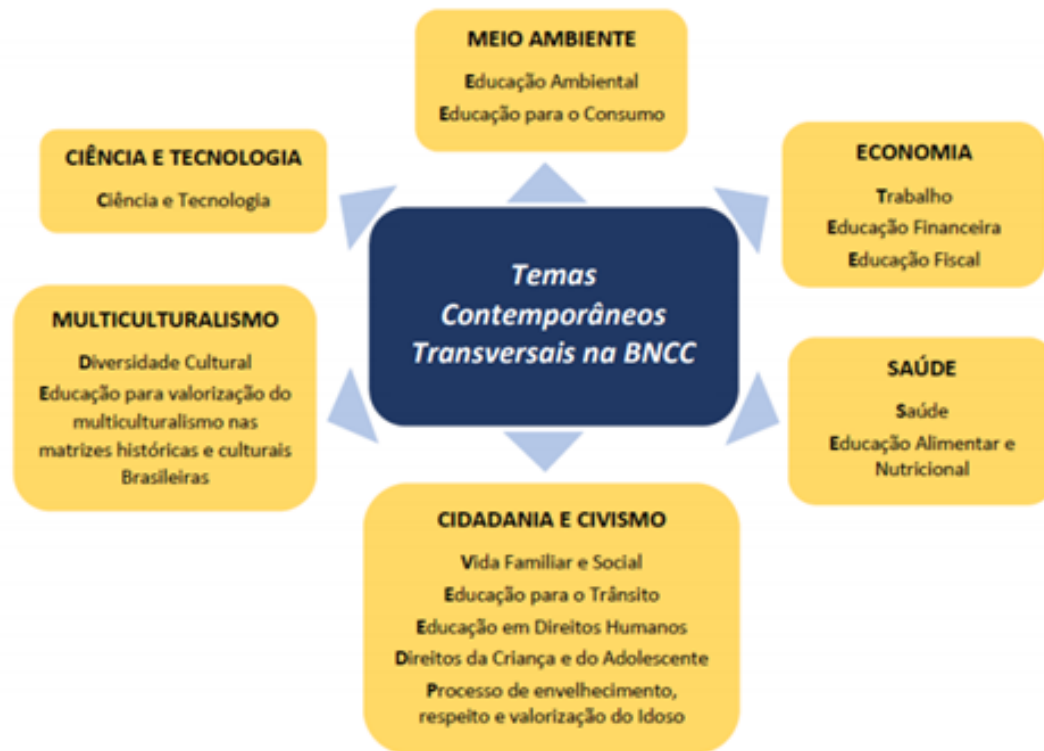 MEIO AMBIENTE
Educação Ambiental
Educação para o Consumo
CIÊNCIA E TECNOLOGIA
Ciência e Tecnologia
ECONOMIA
Trabalho
Educação Financeira
Educação Fiscal
Temas
Contemporâneos
Transversais na BNCC
MULTICULTURALISMO
Diversidade Cultural
Educação para valorização do
multiculturalismo nas
matrizes históricas e culturais
Brasileiras
SAÚDE
Saúde
Educação Alimentar e
Nutricional
CIDADANIA E CIVISMO
Vida Familiar e Social
Educação para o Trânsito
Educação em Direitos Humanos
Direitos da Criança e do Adolescente
Processo de envelhecimento,
respeito e valorização do Idoso